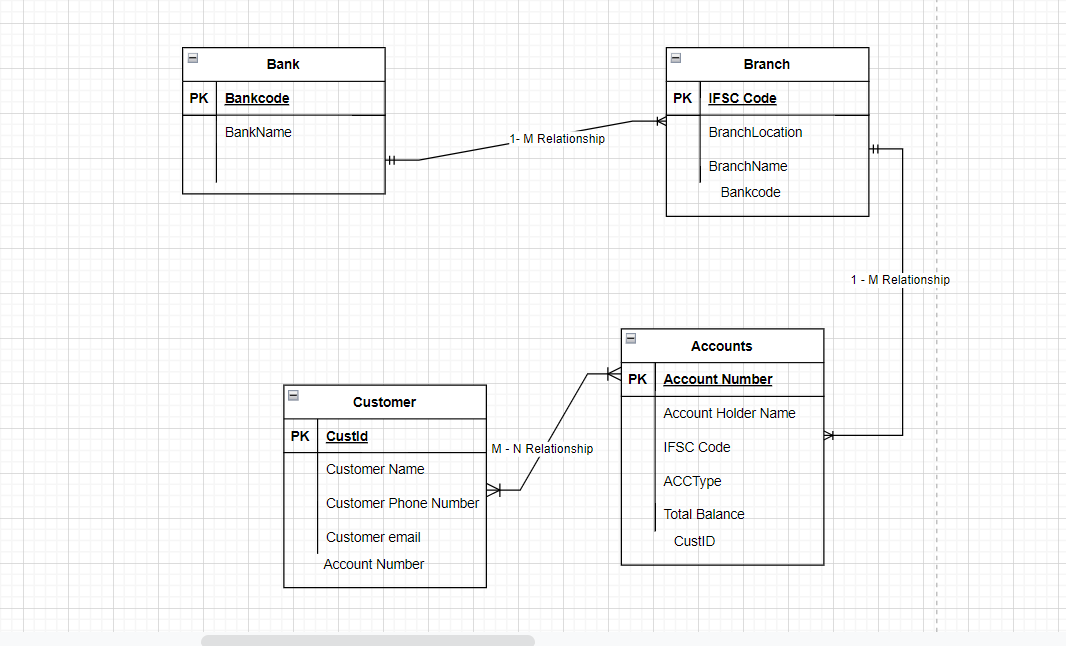 Bank
PK Bankcode
BankName
1- M Relationship
Branch
PK IFSC Code
BranchLocation
BranchName
Bankcode
1 - M Relationship
Accounts
PK Account Number
Account Holder Name
IFSC Code
ACCType
Total Balance
CustID
M - N Relationship
Customer
PK CustId
Customer Name
Customer Phone Number
Customer email
Account Number